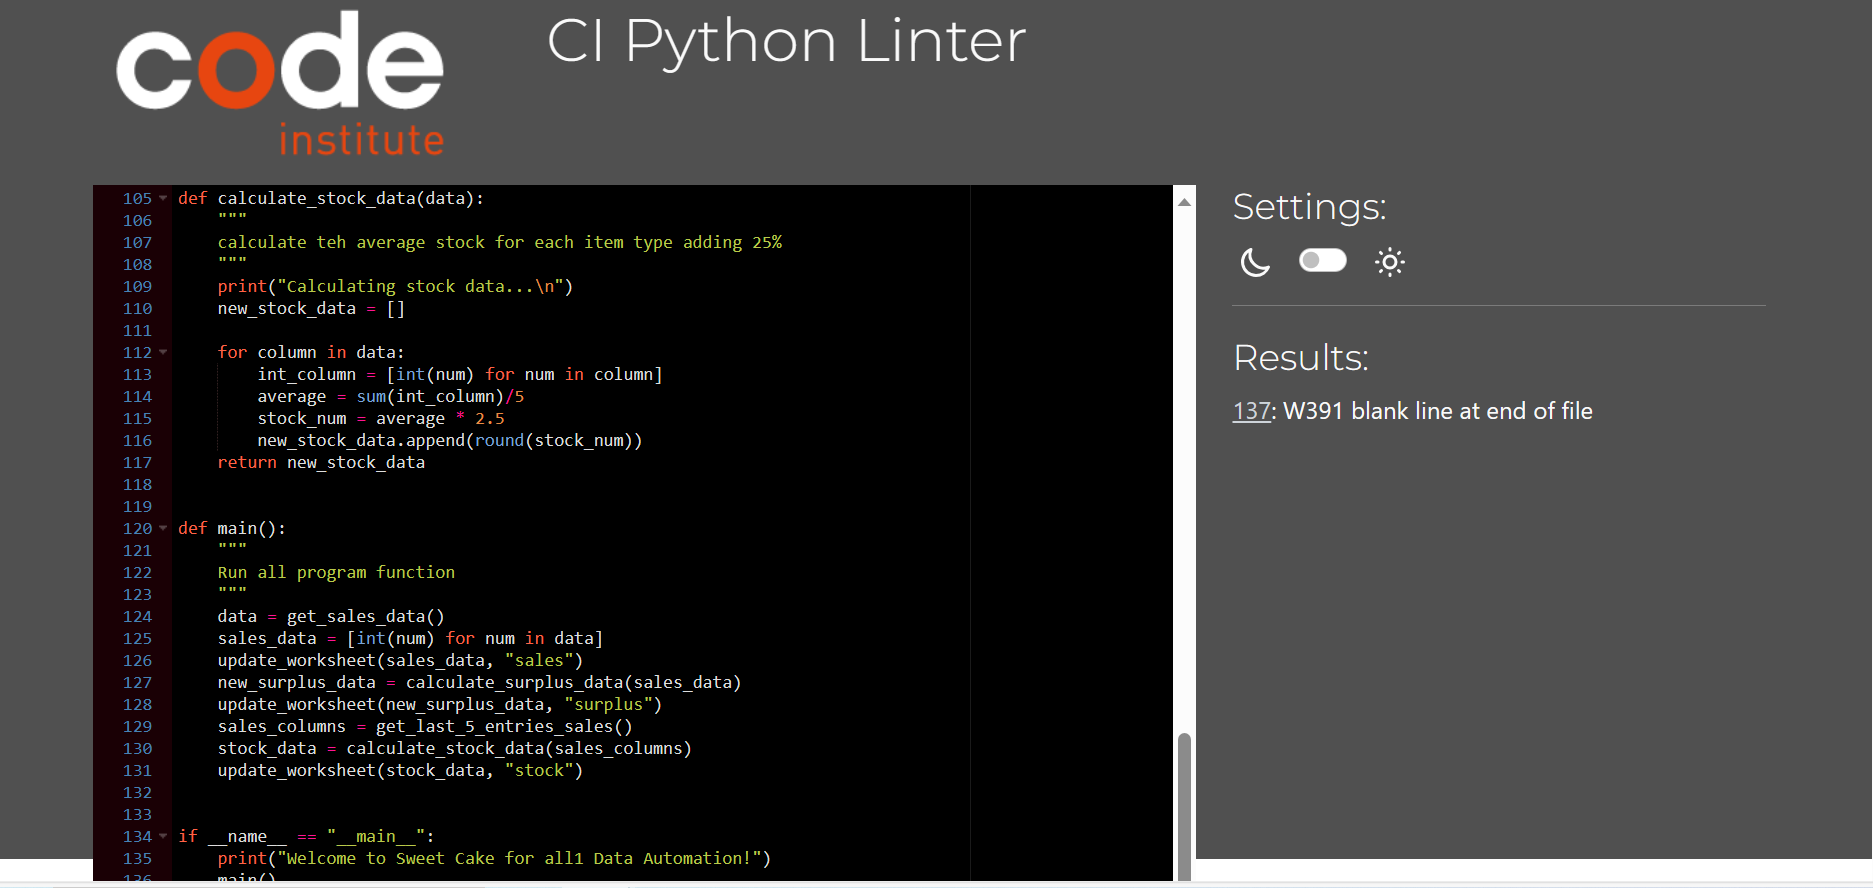 code
institute
CI Python Linter
105 def calculate_stock_data(data):
106     """
107     calculate teh average stock for each item type adding 25%
108     """
109     print("Calculating stock data...\n")
110     new_stock_data = []
111
112     for column in data:
113         int_column = [int(num) for num in column]
114         average = sum(int_column)/5
115         stock_num = average * 2.5
116         new_stock_data.append(round(stock_num))
117     return new_stock_data
118
119
120 def main():
121     """
122     Run all program function
123     """
124     data = get_sales_data()
125     sales_data = [int(num) for num in data]
126     update_worksheet(sales_data, "sales")
127     new_surplus_data = calculate_surplus_data(sales_data)
128     update_worksheet(new_surplus_data, "surplus")
129     sales_columns = get_last_5_entries_sales()
130     stock_data = calculate_stock_data(sales_columns)
131     update_worksheet(stock_data, "stock")
132
133
134 if __name__ == "__main__":
135     print("Welcome to Sweet Cake for all1 Data Automation!")
136     main()
Settings:
Results:
137: W391 blank line at end of file